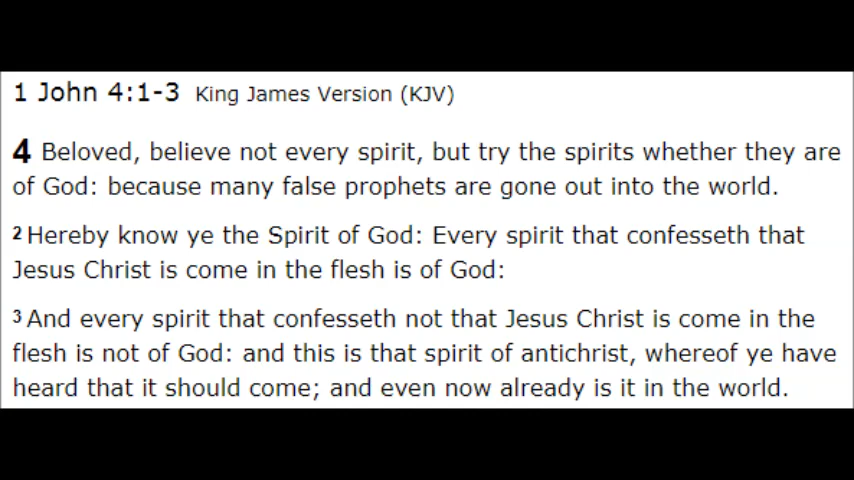 1 John 4:1-3 King James Version (KJV)
4 Beloved, believe not every spirit, but try the spirits whether they are
of God: because many false prophets are gone out into the world.
2 Hereby know ye the Spirit of God: Every spirit that confesseth that
Jesus Christ is come in the flesh is of God:
3 And every spirit that confesseth not that Jesus Christ is come in the
flesh is not of God: and this is that spirit of antichrist, whereof ye have
heard that it should come; and even now already is it in the world.